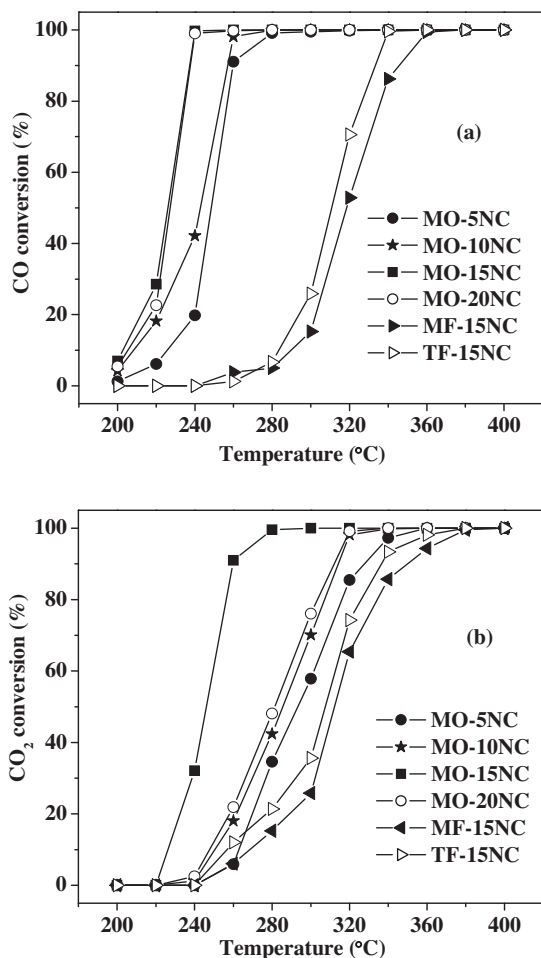 100
80
60
40
20
0
CO conversion (%)
(a)
MO-5NC
MO-10NC
MO-15NC
MO-20NC
MF-15NC
TF-15NC
200 240 280 320 360 400
Temperature (°C)
100
80
60
40
20
0
CO₂ conversion (%)
(b)
MO-5NC
MO-10NC
MO-15NC
MO-20NC
MF-15NC
TF-15NC
200 240 280 320 360 400
Temperature (°C)